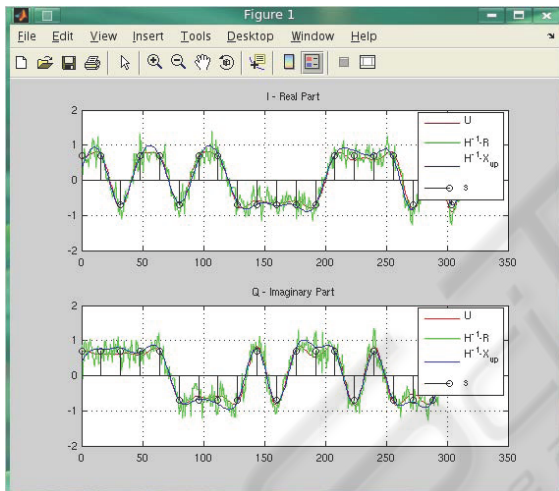 Figure 1
File Edit View Insert Tools Desktop Window Help
I - Real Part
2
1
0
-1
-2
0 50 100 150 200 250 300 350
U
H⁻¹·R
H⁻¹·Xup
s
Q - Imaginary Part
2
1
0
-1
-2
0 50 100 150 200 250 300 350
U
H⁻¹·R
H⁻¹·Xup
s